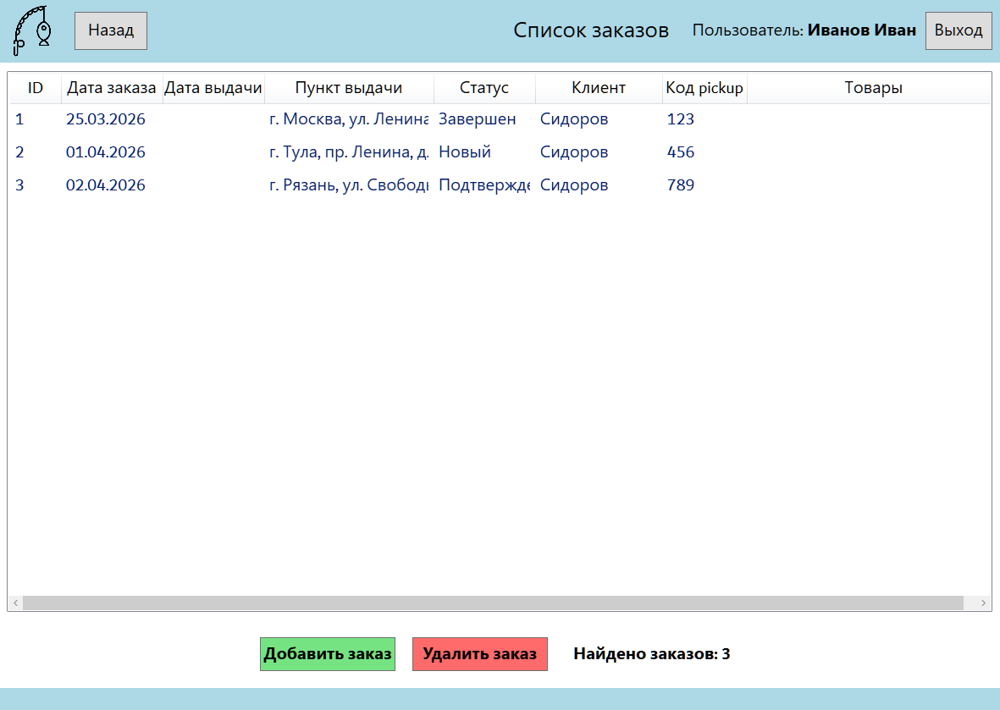 Назад Список заказов Пользователь: Иванов Иван Выход
ID Дата заказа Дата выдачи Пункт выдачи Статус Клиент Код pickup Товары
1 25.03.2026 г. Москва, ул. Ленина Завершен Сидоров 123
2 01.04.2026 г. Тула, пр. Ленина, д. Новый Сидоров 456
3 02.04.2026 г. Рязань, ул. Свободы Подтвержде Сидоров 789
Добавить заказ Удалить заказ Найдено заказов: 3